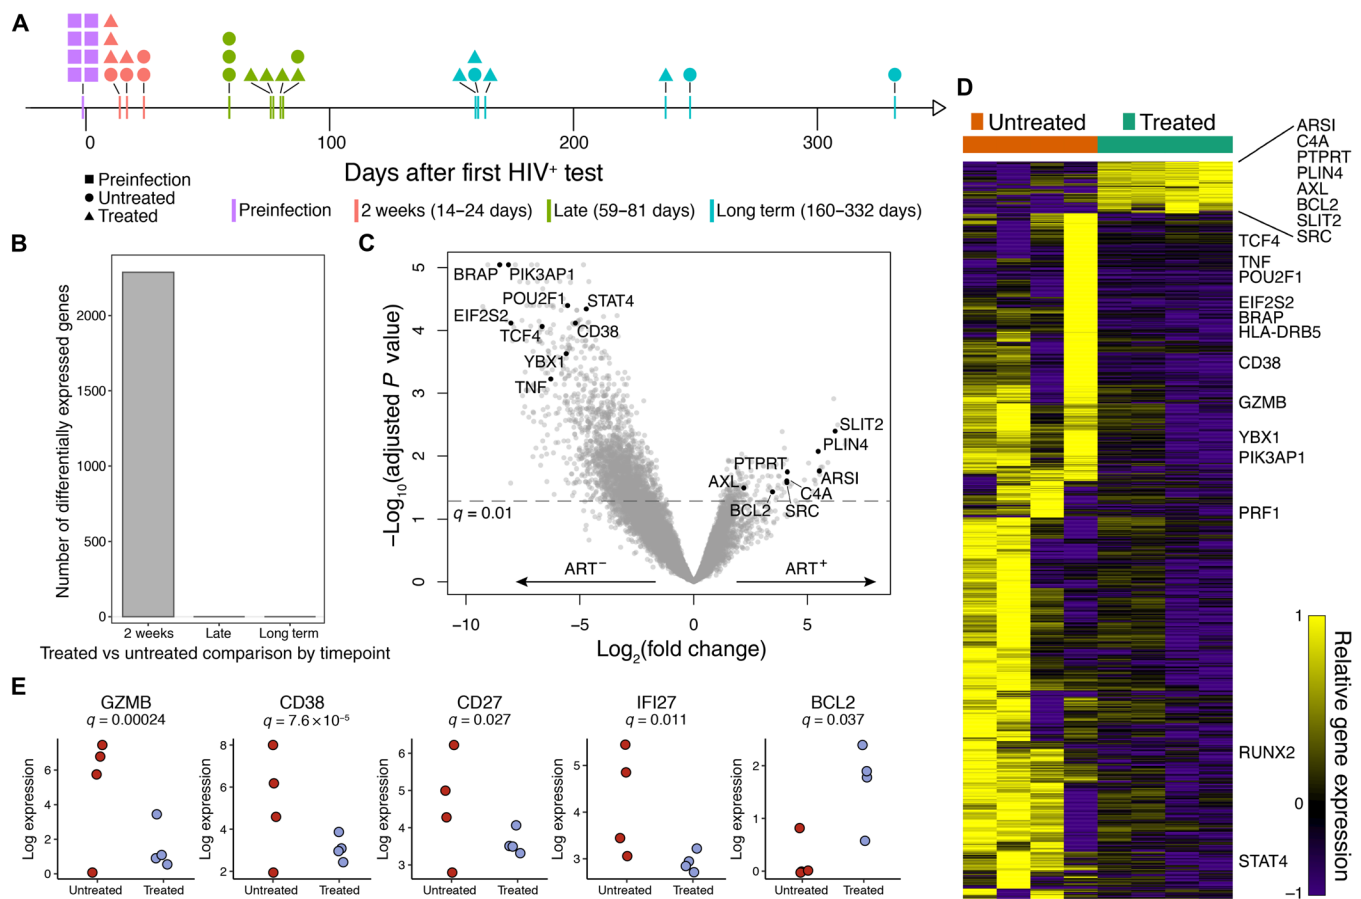 A
0
100
200
300
Days after first HIV⁺ test
Preinfection
Untreated
Treated
Preinfection
2 weeks (14–24 days)
Late (59–81 days)
Long term (160–332 days)
B
Number of differentially expressed genes
2000
1500
1000
500
0
2 weeks
Late
Long term
Treated vs untreated comparison by timepoint
C
−Log₁₀(adjusted P value)
5
4
3
2
1
0
BRAP
PIK3AP1
POU2F1
STAT4
EIF2S2
TCF4
CD38
YBX1
TNF
SLIT2
PLIN4
PTPRT
ARSI
AXL
C4A
BCL2
SRC
q = 0.01
ART⁻
ART⁺
−10
−5
0
5
Log₂(fold change)
D
Untreated
Treated
ARSI
C4A
PTPRT
PLIN4
AXL
BCL2
SLIT2
SRC
TCF4
TNF
POU2F1
EIF2S2
BRAP
HLA-DRB5
CD38
GZMB
YBX1
PIK3AP1
PRF1
RUNX2
STAT4
1
0
−1
Relative gene expression
E
GZMB
q = 0.00024
Log expression
6
4
2
0
Untreated
Treated
CD38
q = 7.6×10⁻⁵
Log expression
8
6
4
2
Untreated
Treated
CD27
q = 0.027
Log expression
6
5
4
3
Untreated
Treated
IFI27
q = 0.011
Log expression
5
4
3
Untreated
Treated
BCL2
q = 0.037
Log expression
2
1
0
Untreated
Treated